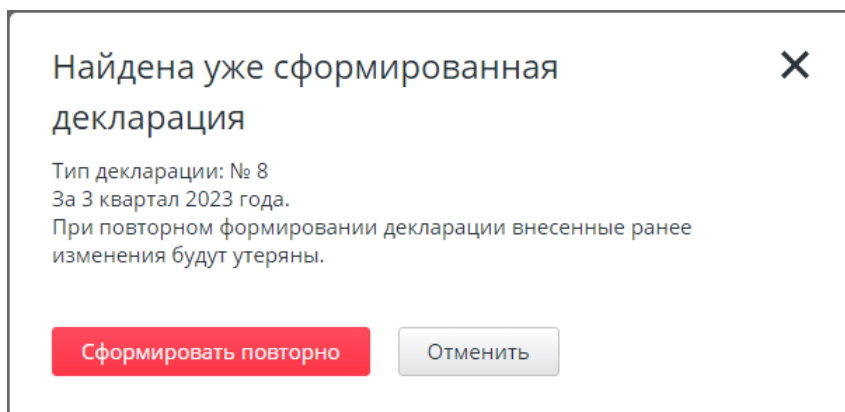 Найдена уже сформированная
декларация
Тип декларации: № 8
За 3 квартал 2023 года.
При повторном формировании декларации внесенные ранее
изменения будут утеряны.
Сформировать повторно
Отменить